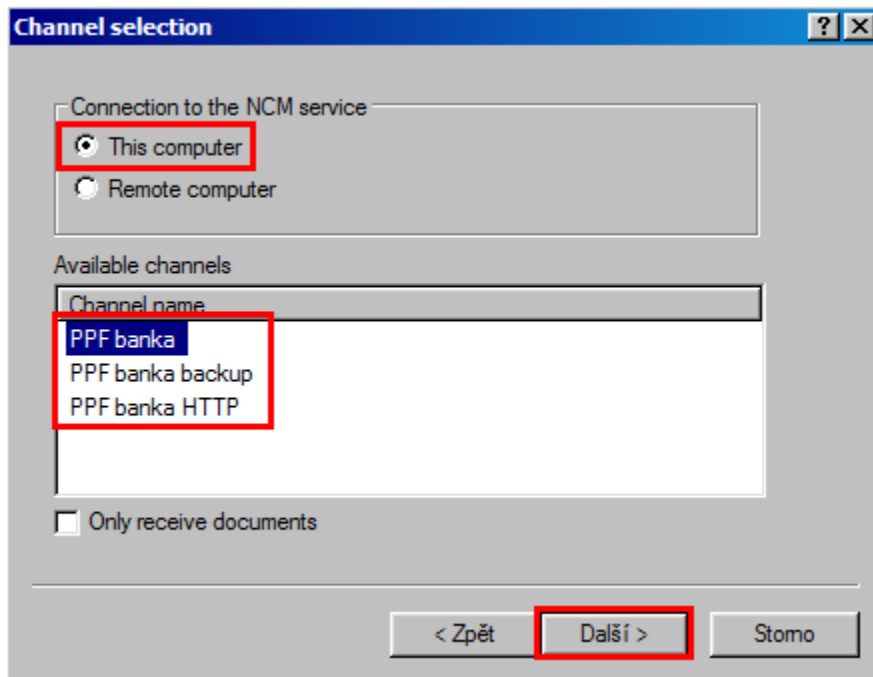 Channel selection
Connection to the NCM service
This computer
Remote computer
Available channels
Channel name
PPF banka
PPF banka backup
PPF banka HTTP
Only receive documents
< Zpět Další > Storno